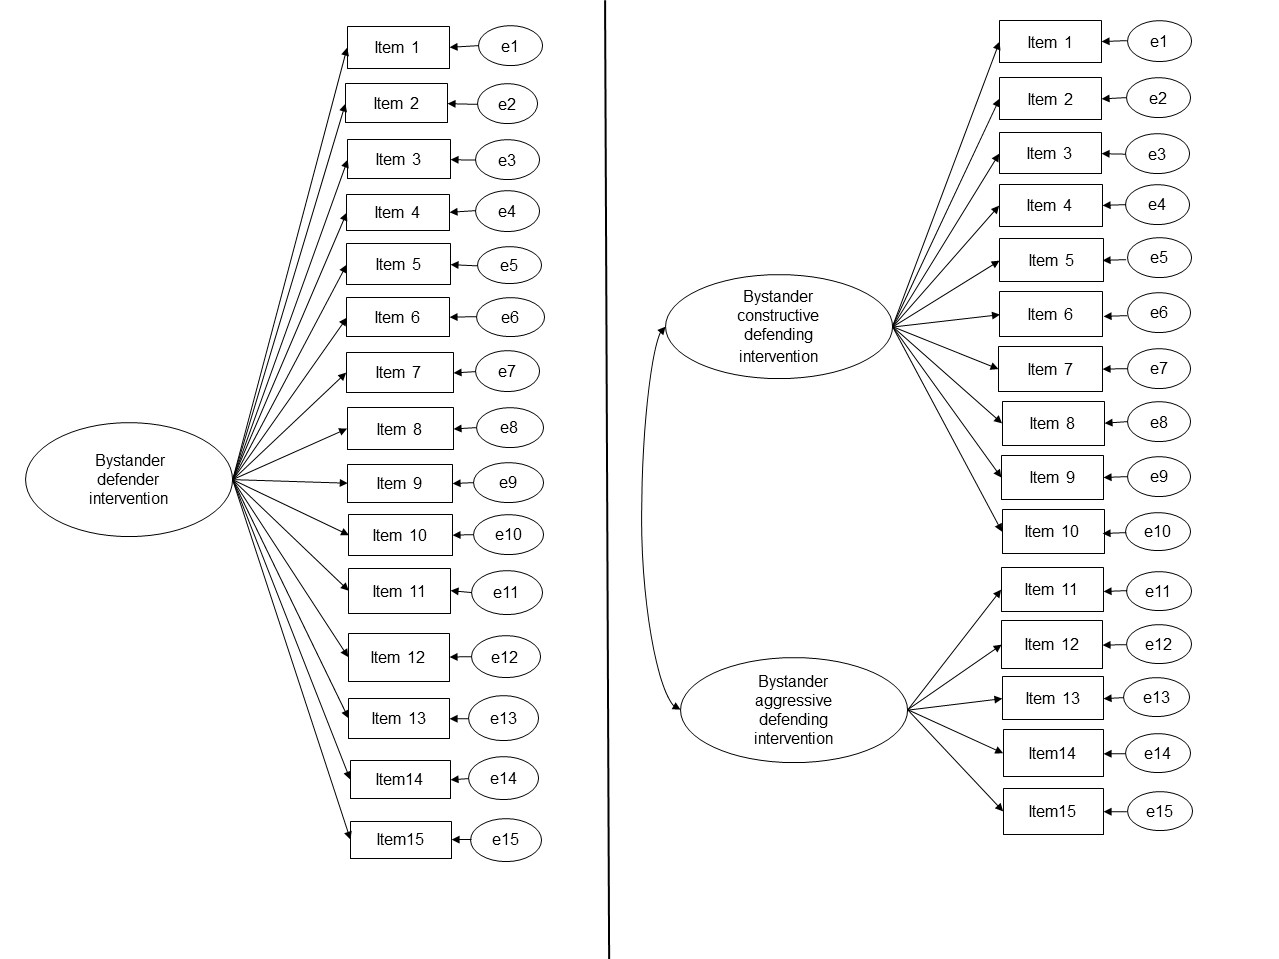 Item 1
e1
Item 2
e2
Item 3
e3
Item 4
e4
Item 5
e5
Item 6
e6
Item 7
e7
Item 8
e8
Bystander
defender
intervention
Item 9
e9
Item 10
e10
Item 11
e11
Item 12
e12
Item 13
e13
Item14
e14
Item15
e15
Item 1
e1
Item 2
e2
Item 3
e3
Item 4
e4
Item 5
e5
Bystander
constructive
defending
intervention
Item 6
e6
Item 7
e7
Item 8
e8
Item 9
e9
Item 10
e10
Item 11
e11
Item 12
e12
Bystander
aggressive
defending
intervention
Item 13
e13
Item14
e14
Item15
e15